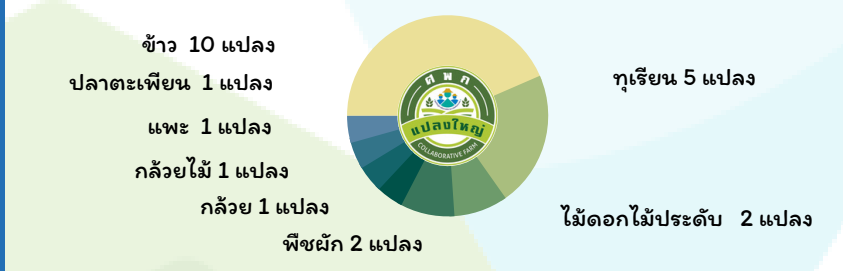 ข้าว 10 แปลง
ปลาตะเพียน 1 แปลง
แพะ 1 แปลง
กล้วยไม้ 1 แปลง
กล้วย 1 แปลง
พืชผัก 2 แปลง
ทุเรียน 5 แปลง
ไม้ดอกไม้ประดับ 2 แปลง
ศพก
แปลงใหญ่
COLLABORATIVE FARM